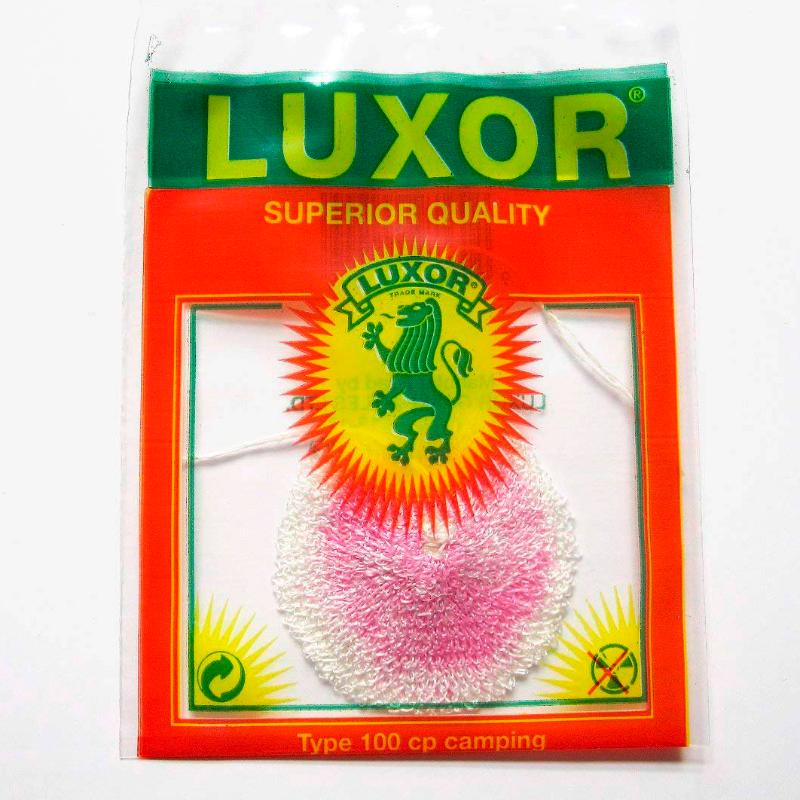 LUXOR®
SUPERIOR QUALITY
LUXOR®
TRADE MARK
Type 100 cp camping